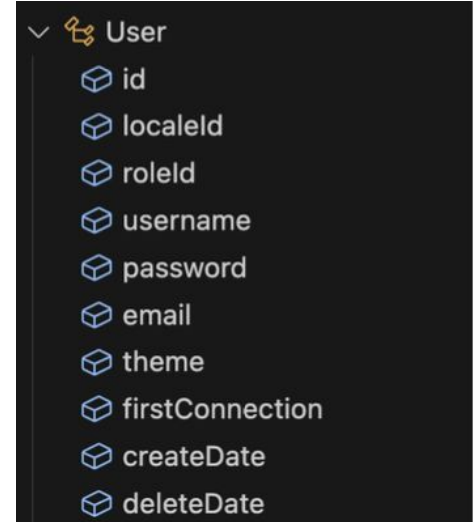 User
id
localeId
roleId
username
password
email
theme
firstConnection
createDate
deleteDate